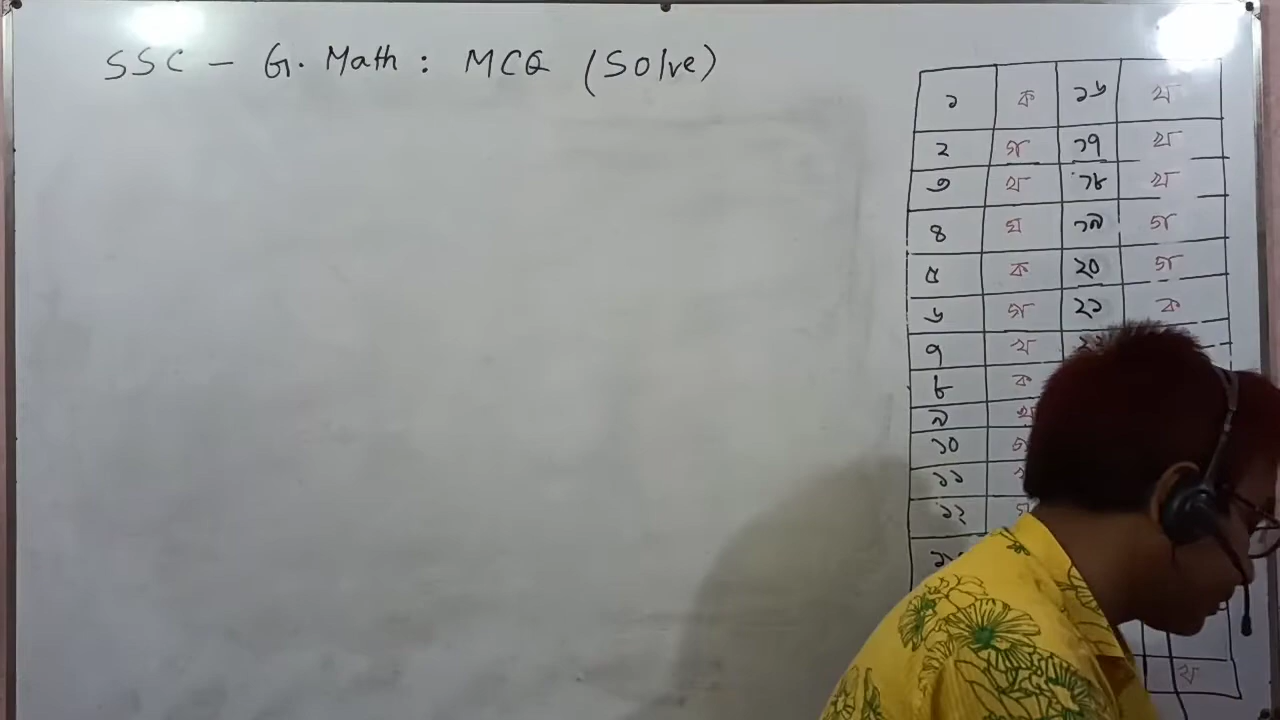 SSC - G. Math : MCQ (Solve)
১ ক ১৬ খ
২ গ ১৭ খ
৩ খ ১৮ খ
৪ ঘ ১৯ গ
৫ ক ২০ গ
৬ গ ২১ ক
৭ খ
৮ ক
৯
১০
১১
১২
খ